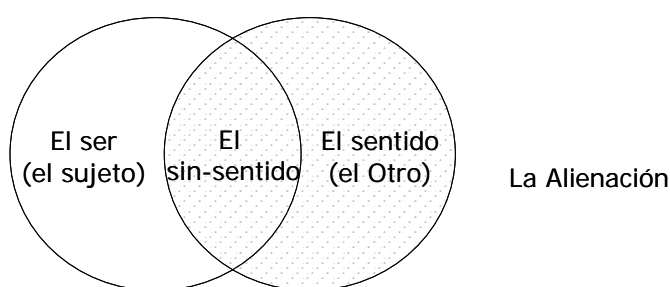 El ser
(el sujeto)
El
sin-sentido
El sentido
(el Otro)
La Alienación